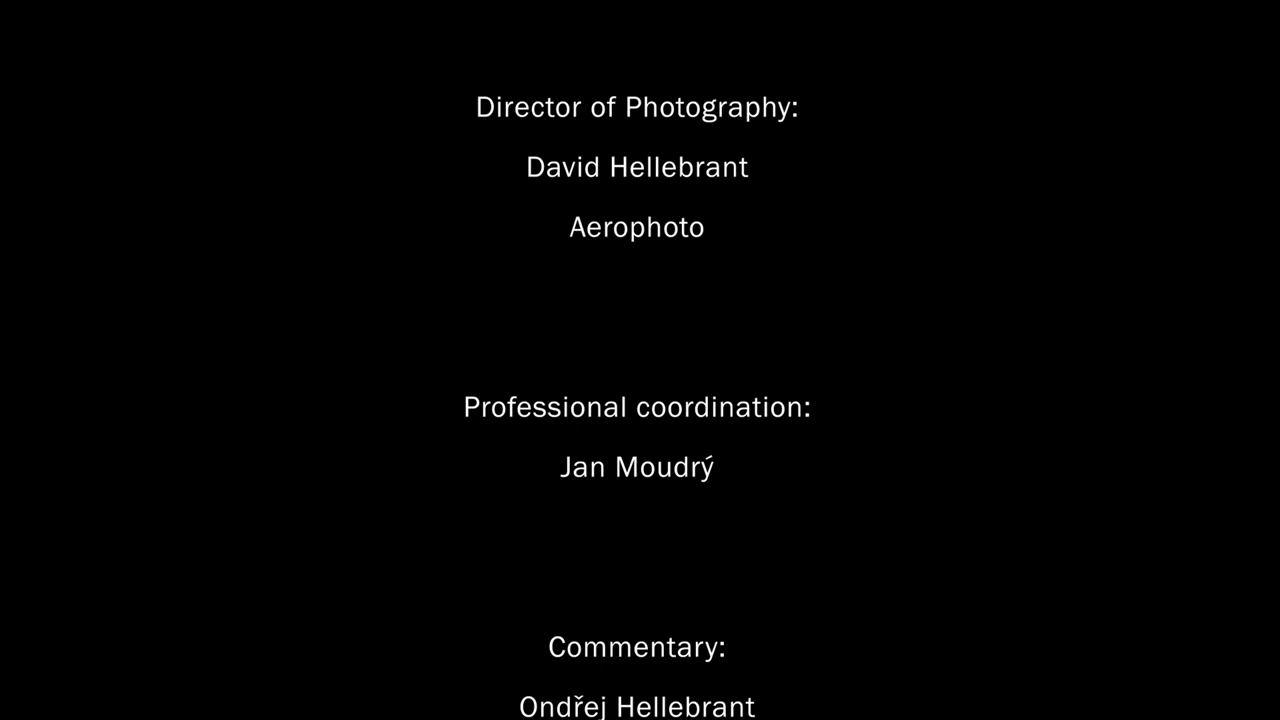 Director of Photography:
David Hellebrant
Aerophoto
Professional coordination:
Jan Moudrý
Commentary:
Ondřej Hellebrant